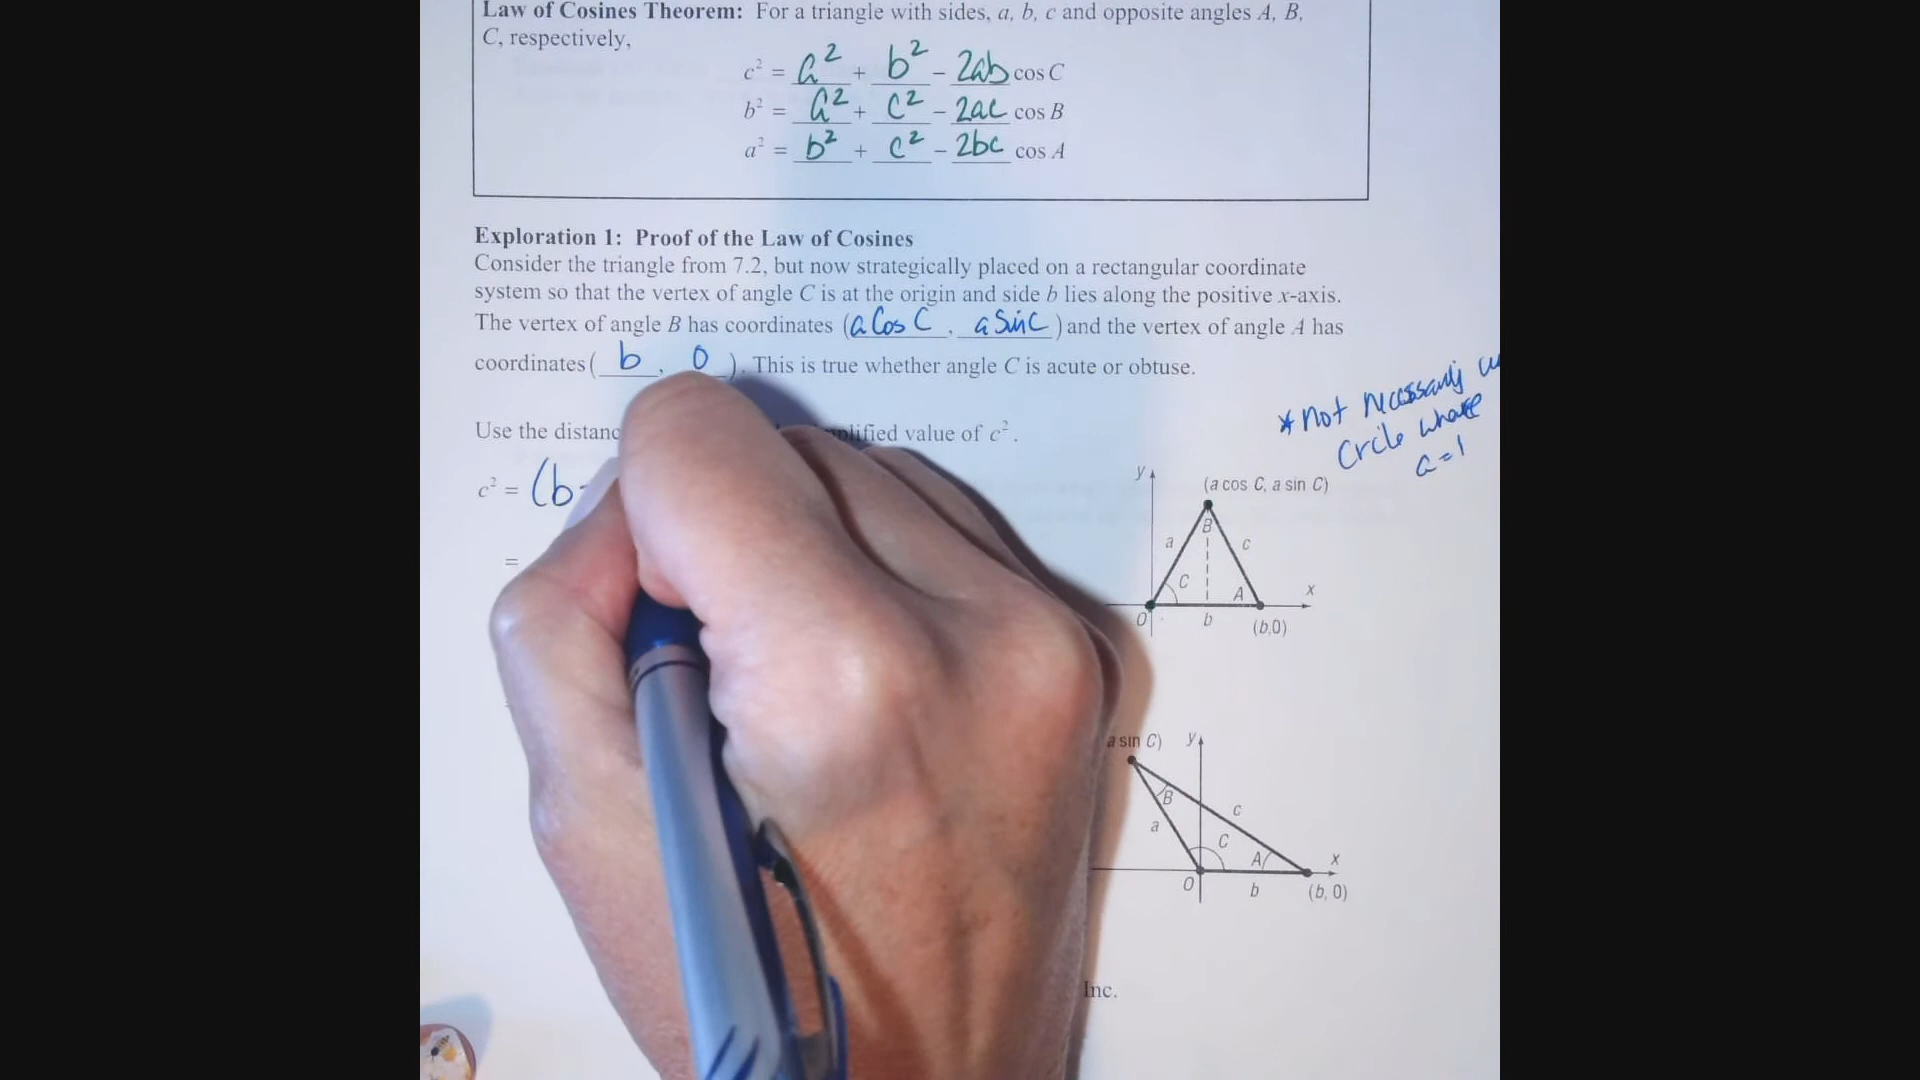 Law of Cosines Theorem: For a triangle with sides, a, b, c and opposite angles A, B,
C, respectively,
c² = a² + b² - 2ab cos C
b² = a² + c² - 2ac cos B
a² = b² + c² - 2bc cos A
Exploration 1: Proof of the Law of Cosines
Consider the triangle from 7.2, but now strategically placed on a rectangular coordinate
system so that the vertex of angle C is at the origin and side b lies along the positive x-axis.
The vertex of angle B has coordinates (a Cos C, a Sin C) and the vertex of angle A has
coordinates (b, 0). This is true whether angle C is acute or obtuse.
* Not necessarily
Crcle where
a=1
Use the value of c².
c² = (b-
=
y
(a cos C, a sin C)
B
a c
C A x
O b (b,0)
a sin C) y
B
c
a
C
A x
O b (b, 0)
Inc.